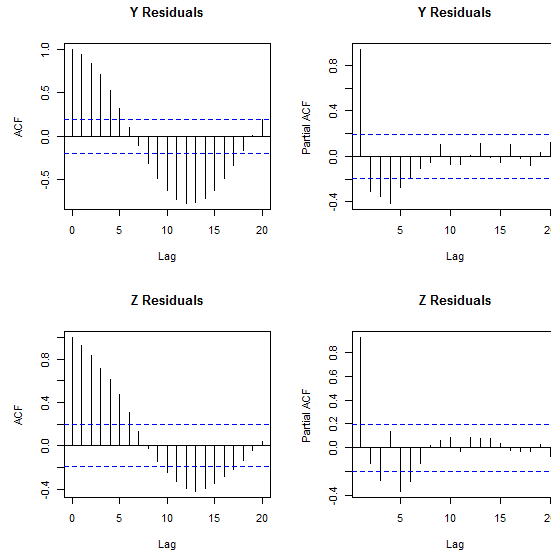 Y Residuals
ACF
1.0
0.5
0.0
-0.5
0 5 10 15 20
Lag
Y Residuals
Partial ACF
0.8
0.4
0.0
-0.4
5 10 15 20
Lag
Z Residuals
ACF
0.8
0.4
0.0
-0.4
0 5 10 15 20
Lag
Z Residuals
Partial ACF
0.8
0.6
0.4
0.2
0.0
-0.4
5 10 15 20
Lag